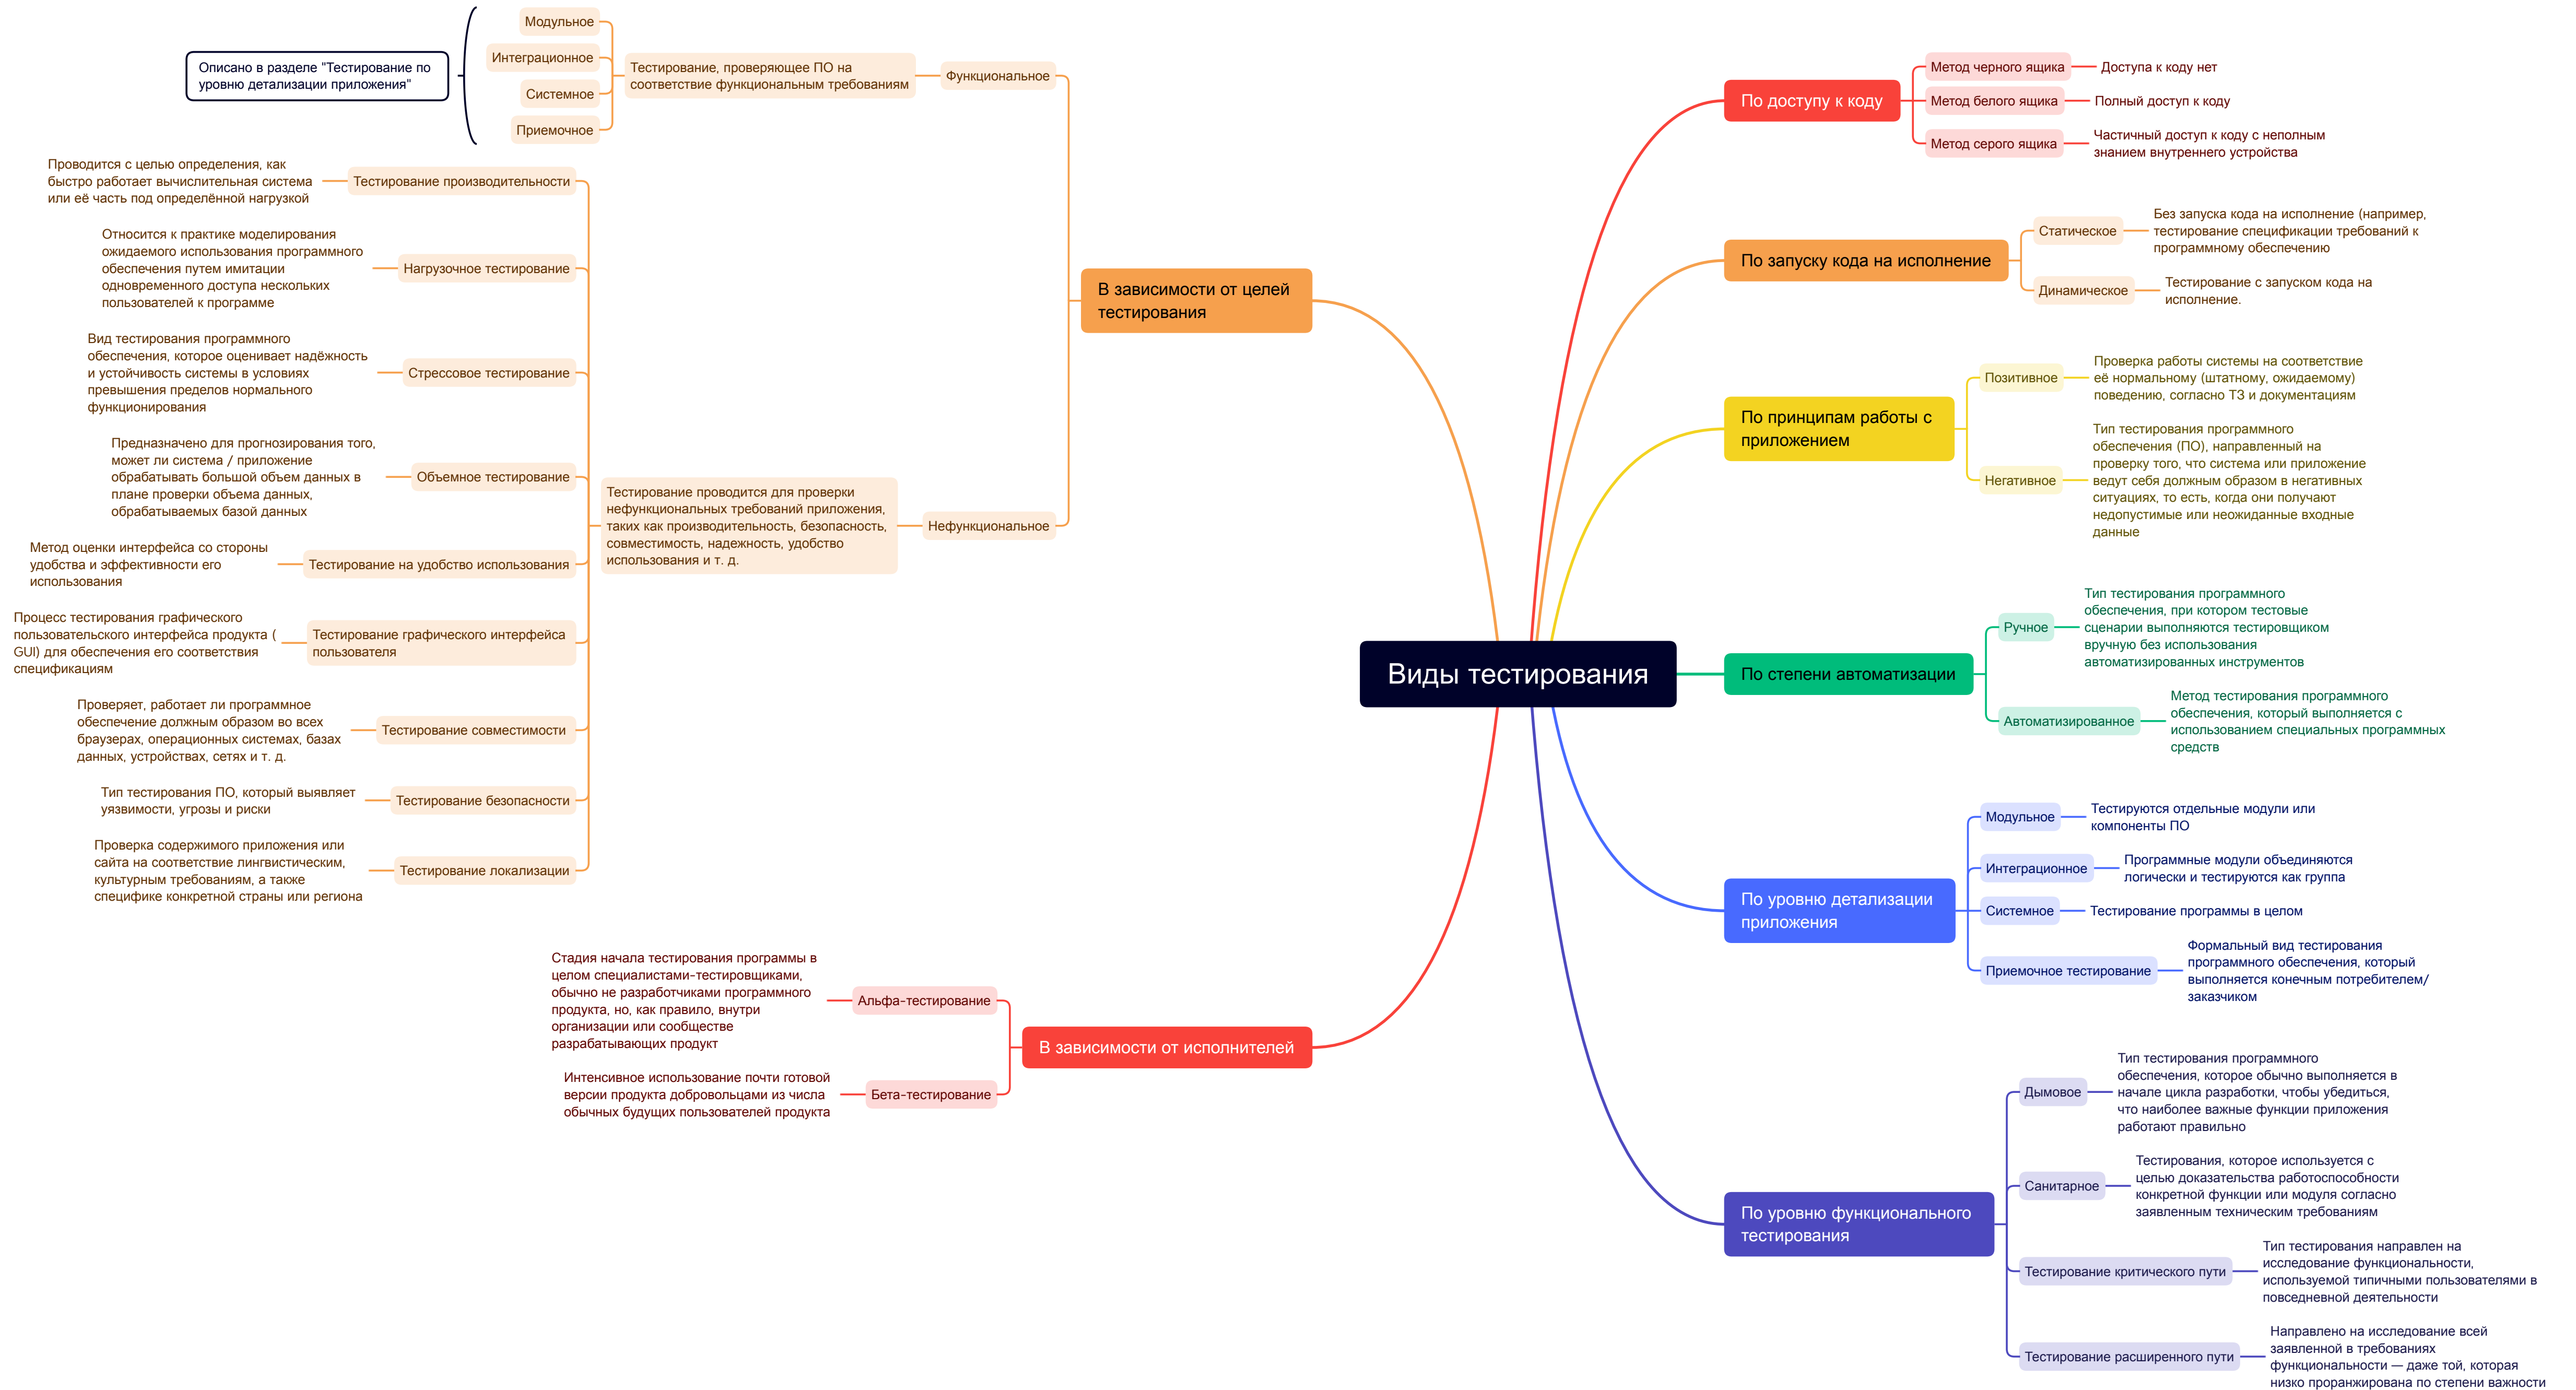 Виды тестирования
По доступу к коду
Метод черного ящика
Доступа к коду нет
Метод белого ящика
Полный доступ к коду
Метод серого ящика
Частичный доступ к коду с неполным
знанием внутреннего устройства
По запуску кода на исполнение
Статическое
Без запуска кода на исполнение (например,
тестирование спецификации требований к
программному обеспечению
Динамическое
Тестирование с запуском кода на
исполнение.
По принципам работы с
приложением
Позитивное
Проверка работы системы на соответствие
её нормальному (штатному, ожидаемому)
поведению, согласно ТЗ и документациям
Негативное
Тип тестирования программного
обеспечения (ПО), направленный на
проверку того, что система или приложение
ведут себя должным образом в негативных
ситуациях, то есть, когда они получают
недопустимые или неожиданные входные
данные
По степени автоматизации
Ручное
Тип тестирования программного
обеспечения, при котором тестовые
сценарии выполняются тестировщиком
вручную без использования
автоматизированных инструментов
Автоматизированное
Метод тестирования программного
обеспечения, который выполняется с
использованием специальных программных
средств
По уровню детализации
приложения
Модульное
Тестируются отдельные модули или
компоненты ПО
Интеграционное
Программные модули объединяются
логически и тестируются как группа
Системное
Тестирование программы в целом
Приемочное тестирование
Формальный вид тестирования
программного обеспечения, который
выполняется конечным потребителем/
заказчиком
По уровню функционального
тестирования
Дымовое
Тип тестирования программного
обеспечения, которое обычно выполняется в
начале цикла разработки, чтобы убедиться,
что наиболее важные функции приложения
работают правильно
Санитарное
Тестирования, которое используется с
целью доказательства работоспособности
конкретной функции или модуля согласно
заявленным техническим требованиям
Тестирование критического пути
Тип тестирования направлен на
исследование функциональности,
используемой типичными пользователями в
повседневной деятельности
Тестирование расширенного пути
Направлено на исследование всей
заявленной в требованиях
функциональности — даже той, которая
низко проранжирована по степени важности
В зависимости от целей
тестирования
Функциональное
Тестирование, проверяющее ПО на
соответствие функциональным требованиям
Модульное
Интеграционное
Системное
Приемочное
Описано в разделе "Тестирование по
уровню детализации приложения"
Нефункциональное
Тестирование проводится для проверки
нефункциональных требований приложения,
таких как производительность, безопасность,
совместимость, надежность, удобство
использования и т. д.
Тестирование производительности
Проводится с целью определения, как
быстро работает вычислительная система
или её часть под определённой нагрузкой
Нагрузочное тестирование
Относится к практике моделирования
ожидаемого использования программного
обеспечения путем имитации
одновременного доступа нескольких
пользователей к программе
Стрессовое тестирование
Вид тестирования программного
обеспечения, которое оценивает надёжность
и устойчивость системы в условиях
превышения пределов нормального
функционирования
Объемное тестирование
Предназначено для прогнозирования того,
может ли система / приложение
обрабатывать большой объем данных в
плане проверки объема данных,
обрабатываемых базой данных
Тестирование на удобство использования
Метод оценки интерфейса со стороны
удобства и эффективности его
использования
Тестирование графического интерфейса
пользователя
Процесс тестирования графического
пользовательского интерфейса продукта (
GUI) для обеспечения его соответствия
спецификациям
Тестирование совместимости
Проверяет, работает ли программное
обеспечение должным образом во всех
браузерах, операционных системах, базах
данных, устройствах, сетях и т. д.
Тестирование безопасности
Тип тестирования ПО, который выявляет
уязвимости, угрозы и риски
Тестирование локализации
Проверка содержимого приложения или
сайта на соответствие лингвистическим,
культурным требованиям, а также
специфике конкретной страны или региона
В зависимости от исполнителей
Альфа-тестирование
Стадия начала тестирования программы в
целом специалистами-тестировщиками,
обычно не разработчиками программного
продукта, но, как правило, внутри
организации или сообществе
разрабатывающих продукт
Бета-тестирование
Интенсивное использование почти готовой
версии продукта добровольцами из числа
обычных будущих пользователей продукта